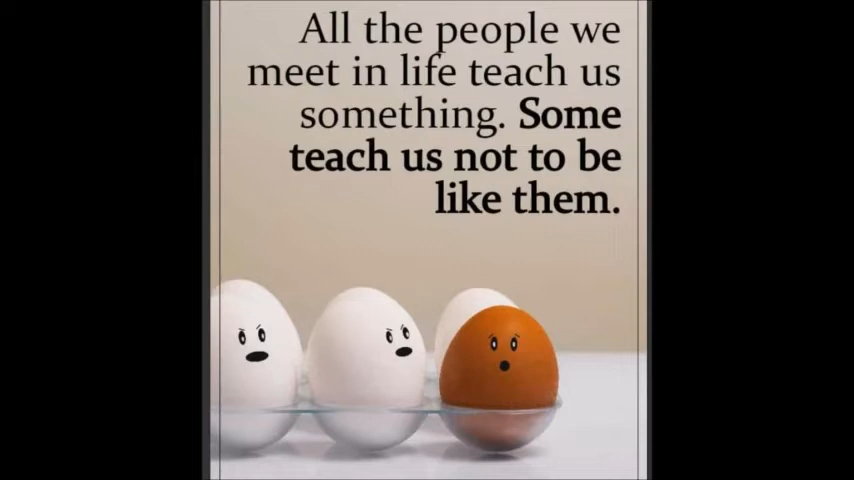 All the people we
meet in life teach us
something. Some
teach us not to be
like them.